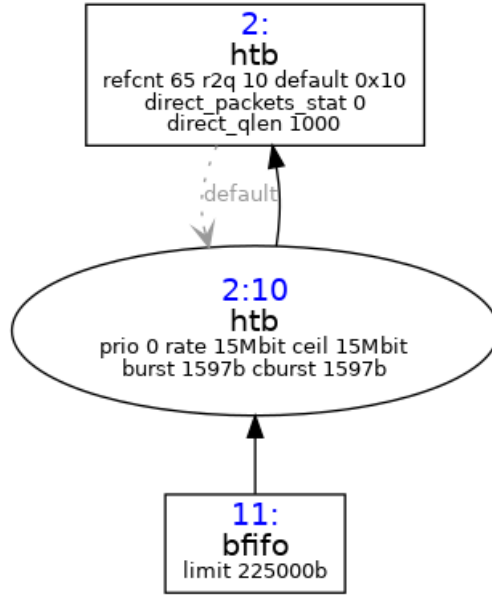 2:
htb
refcnt 65 r2q 10 default 0x10
direct_packets_stat 0
direct_qlen 1000
default
2:10
htb
prio 0 rate 15Mbit ceil 15Mbit
burst 1597b cburst 1597b
11:
bfifo
limit 225000b